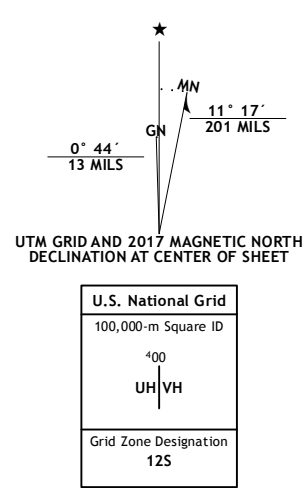 ★
MN
GN
11° 17´
201 MILS
0° 44´
13 MILS
UTM GRID AND 2017 MAGNETIC NORTH
DECLINATION AT CENTER OF SHEET
U.S. National Grid
100,000-m Square ID
⁴00
UH VH
Grid Zone Designation
12S